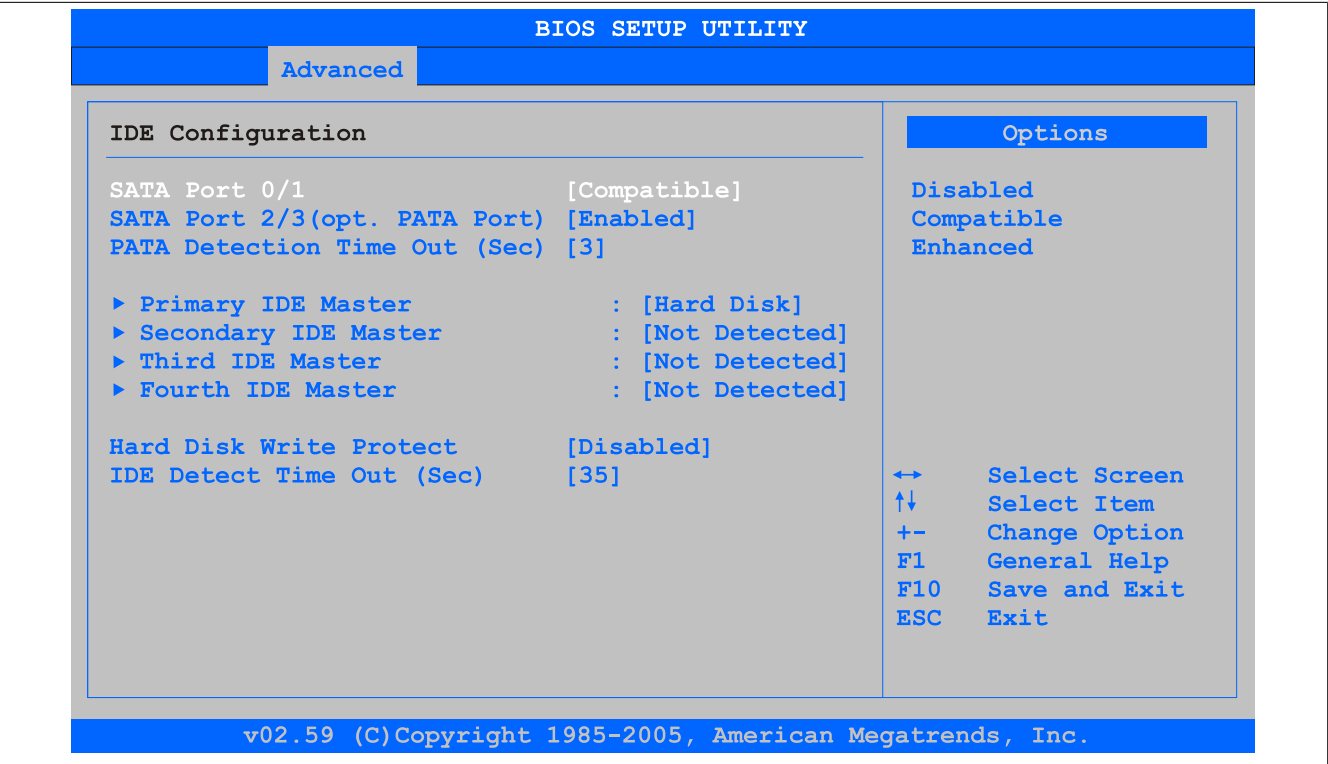 BIOS SETUP UTILITY
Advanced
IDE Configuration
SATA Port 0/1 [Compatible]
SATA Port 2/3(opt. PATA Port) [Enabled]
PATA Detection Time Out (Sec) [3]
► Primary IDE Master : [Hard Disk]
► Secondary IDE Master : [Not Detected]
► Third IDE Master : [Not Detected]
► Fourth IDE Master : [Not Detected]
Hard Disk Write Protect [Disabled]
IDE Detect Time Out (Sec) [35]
Options
Disabled
Compatible
Enhanced
↔ Select Screen
↑↓ Select Item
+- Change Option
F1 General Help
F10 Save and Exit
ESC Exit
v02.59 (C)Copyright 1985-2005, American Megatrends, Inc.